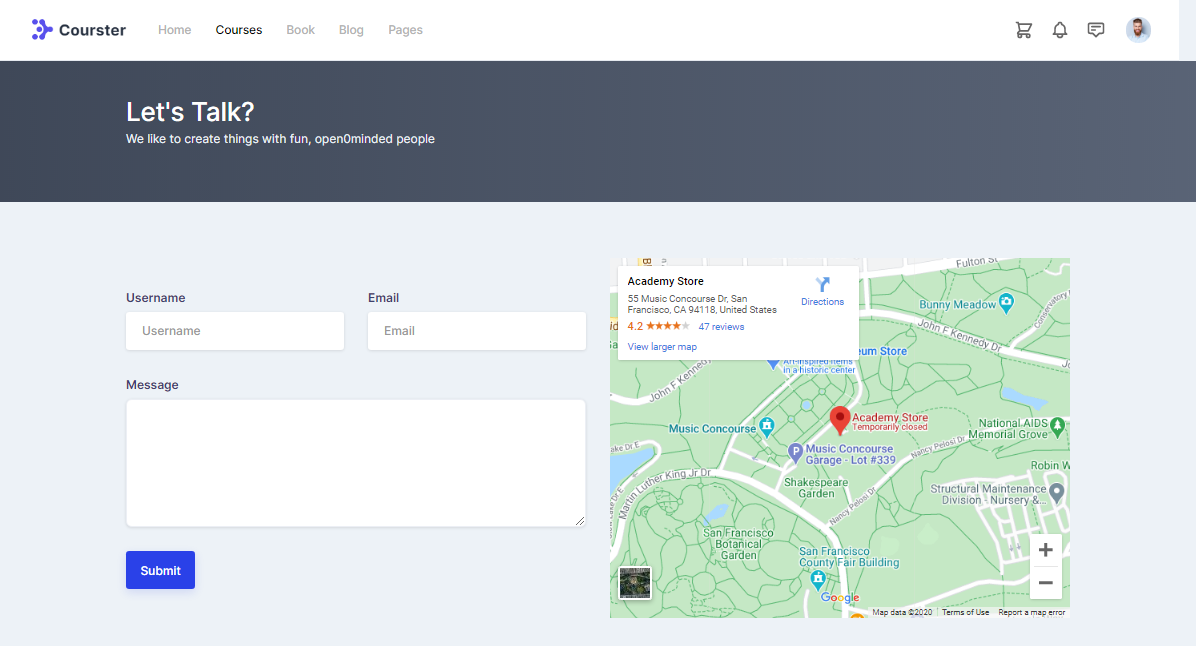 Courster
Home
Courses
Book
Blog
Pages
Let's Talk?
We like to create things with fun, open0minded people
Username
Email
Username
Email
Message
Submit
Academy Store
55 Music Concourse Dr, San
Francisco, CA 94118, United States
4.2
47 reviews
View larger map
Directions
Fulton St
Bunny Meadow
Conservatory
John F Kennedy Dr
eum Store
Art-inspired items
in a historic center
John F Kennedy
Academy Store
Temporarily closed
Music Concourse
National AIDS
Memorial Grove
Music Concourse
Garage - Lot #339
Nancy Pelosi Dr
ake Dr E
Martin Luther King Jr Dr
Robin W
Shakespeare
Garden
Structural Maintenance
Division - Nursery &...
Nancy Pelosi Dr
San Francisco
Botanical
Garden
San Francisco
County Fair Building
Google
Map data ©2020
Terms of Use
Report a map error